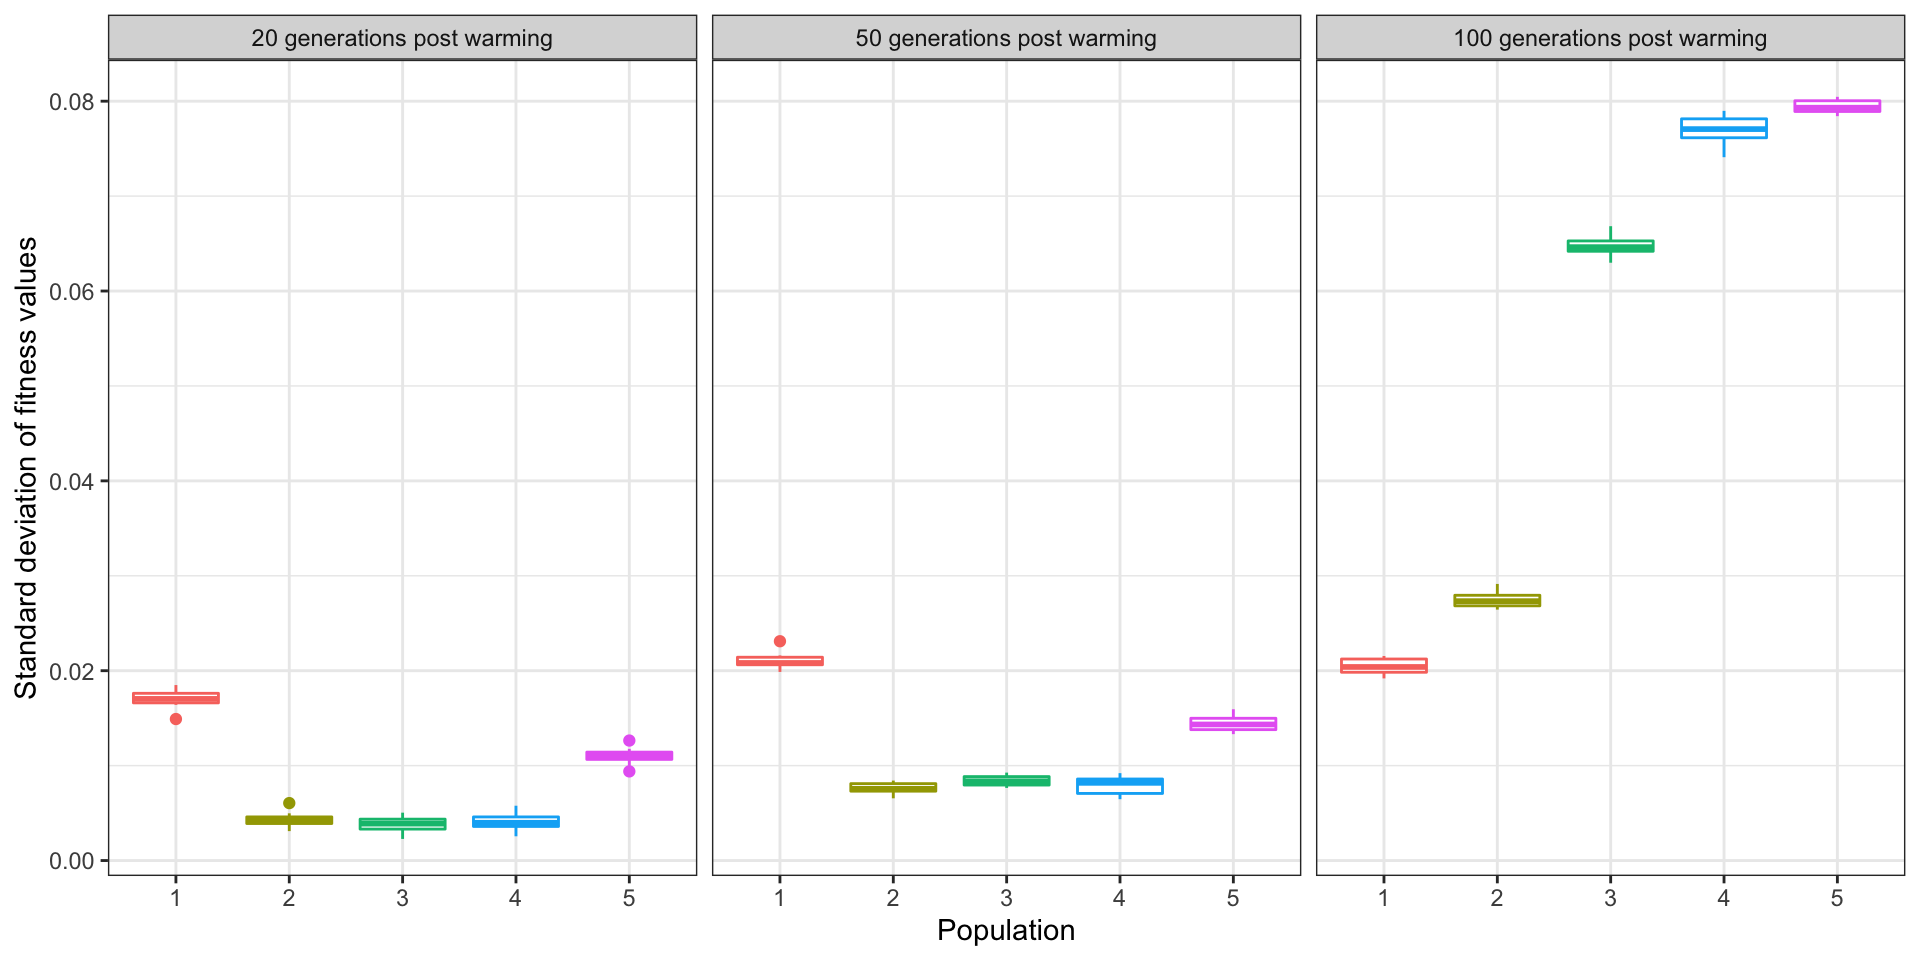 20 generations post warming
50 generations post warming
100 generations post warming
Standard deviation of fitness values
0.08
0.06
0.04
0.02
0.00
1 2 3 4 5
1 2 3 4 5
1 2 3 4 5
Population